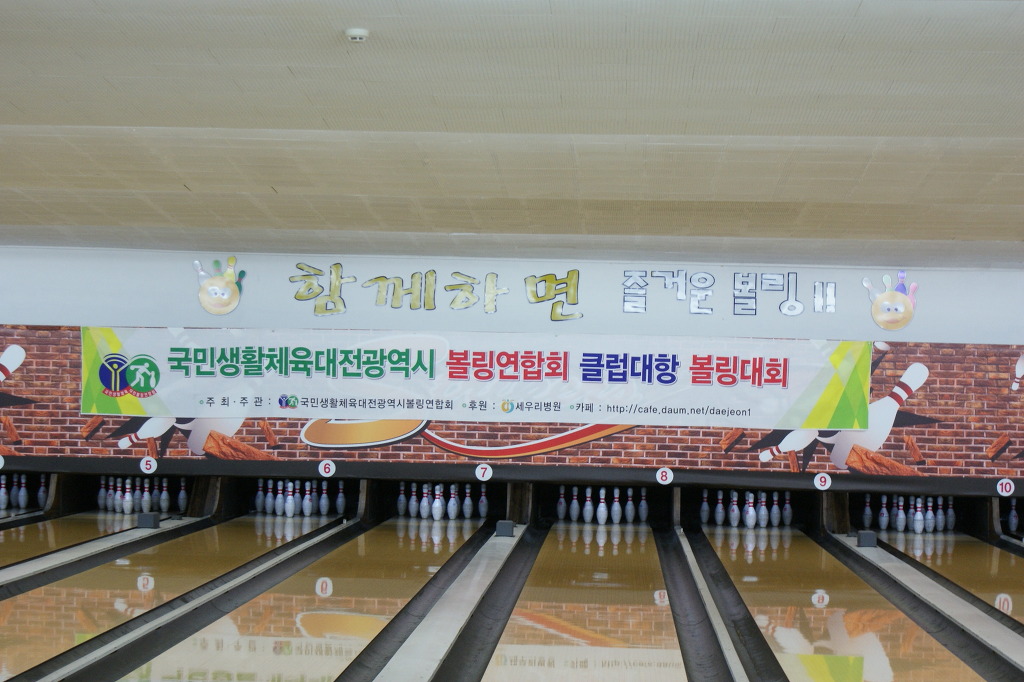 함께하면 즐거운 볼링!!
국민생활체육대전광역시 볼링연합회 클럽대항 볼링대회
주최·주관 : 국민생활체육대전광역시볼링연합회 후원 : 세우리병원 카페 : http://cafe.daum.net/daejeon1
5 6 7 8 9 10